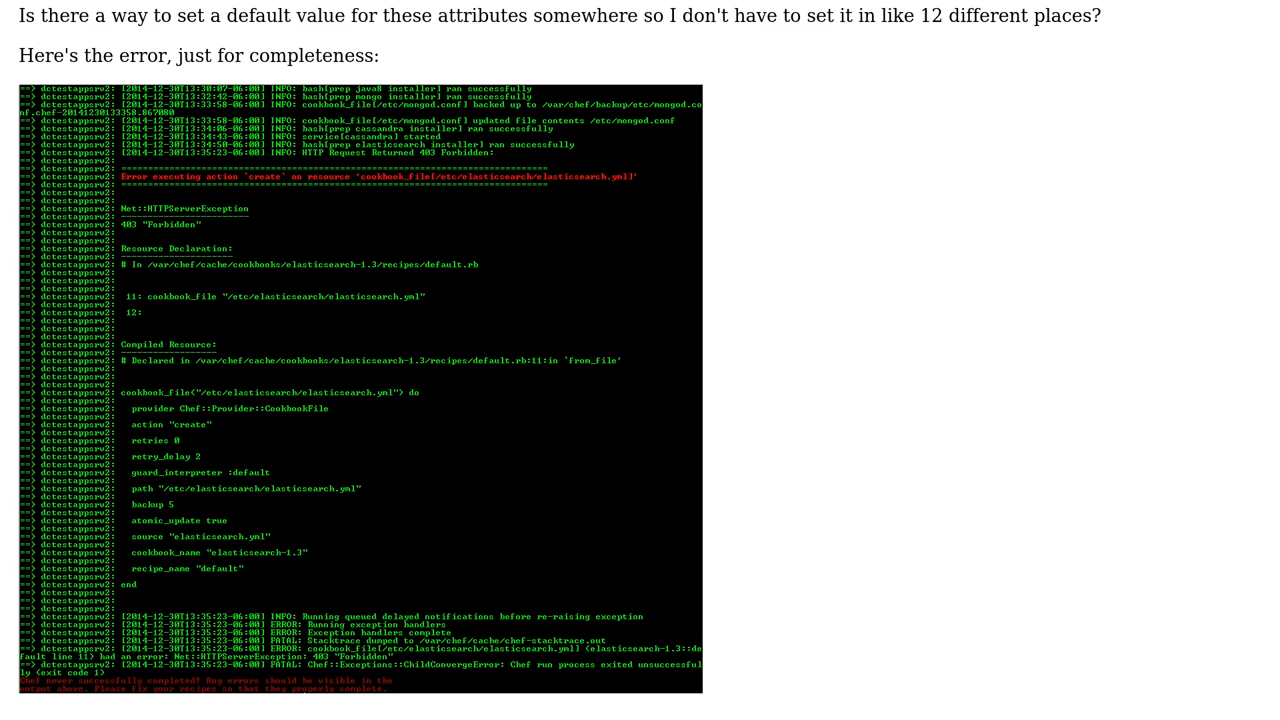 Is there a way to set a default value for these attributes somewhere so I don't have to set it in like 12 different places?
Here's the error, just for completeness:
==> dctestappsrv2: [2014-12-30T13:30:07-06:00] INFO: bash[prep java8 installer] ran successfully
==> dctestappsrv2: [2014-12-30T13:32:42-06:00] INFO: bash[prep mongo installer] ran successfully
==> dctestappsrv2: [2014-12-30T13:33:58-06:00] INFO: cookbook_file[/etc/mongod.conf] backed up to /var/chef/backup/etc/mongod.co
nf.chef-20141230133358.867080
==> dctestappsrv2: [2014-12-30T13:33:58-06:00] INFO: cookbook_file[/etc/mongod.conf] updated file contents /etc/mongod.conf
==> dctestappsrv2: [2014-12-30T13:34:06-06:00] INFO: bash[prep cassandra installer] ran successfully
==> dctestappsrv2: [2014-12-30T13:34:43-06:00] INFO: service[cassandra] started
==> dctestappsrv2: [2014-12-30T13:34:50-06:00] INFO: bash[prep elasticsearch installer] ran successfully
==> dctestappsrv2: [2014-12-30T13:35:23-06:00] INFO: HTTP Request Returned 403 Forbidden:
==> dctestappsrv2:
==> dctestappsrv2: ================================================================================
==> dctestappsrv2: Error executing action `create` on resource 'cookbook_file[/etc/elasticsearch/elasticsearch.yml]'
==> dctestappsrv2: ================================================================================
==> dctestappsrv2:
==> dctestappsrv2:
==> dctestappsrv2: Net::HTTPServerException
==> dctestappsrv2: ------------------------
==> dctestappsrv2: 403 "Forbidden"
==> dctestappsrv2:
==> dctestappsrv2:
==> dctestappsrv2: Resource Declaration:
==> dctestappsrv2: ---------------------
==> dctestappsrv2: # In /var/chef/cache/cookbooks/elasticsearch-1.3/recipes/default.rb
==> dctestappsrv2:
==> dctestappsrv2:
==> dctestappsrv2:
==> dctestappsrv2:  11: cookbook_file "/etc/elasticsearch/elasticsearch.yml"
==> dctestappsrv2:
==> dctestappsrv2:  12:
==> dctestappsrv2:
==> dctestappsrv2:
==> dctestappsrv2:
==> dctestappsrv2: Compiled Resource:
==> dctestappsrv2: ------------------
==> dctestappsrv2: # Declared in /var/chef/cache/cookbooks/elasticsearch-1.3/recipes/default.rb:11:in `from_file'
==> dctestappsrv2:
==> dctestappsrv2:
==> dctestappsrv2:
==> dctestappsrv2: cookbook_file("/etc/elasticsearch/elasticsearch.yml") do
==> dctestappsrv2:
==> dctestappsrv2:   provider Chef::Provider::CookbookFile
==> dctestappsrv2:
==> dctestappsrv2:   action "create"
==> dctestappsrv2:
==> dctestappsrv2:   retries 0
==> dctestappsrv2:
==> dctestappsrv2:   retry_delay 2
==> dctestappsrv2:
==> dctestappsrv2:   guard_interpreter :default
==> dctestappsrv2:
==> dctestappsrv2:   path "/etc/elasticsearch/elasticsearch.yml"
==> dctestappsrv2:
==> dctestappsrv2:   backup 5
==> dctestappsrv2:
==> dctestappsrv2:   atomic_update true
==> dctestappsrv2:
==> dctestappsrv2:   source "elasticsearch.yml"
==> dctestappsrv2:
==> dctestappsrv2:   cookbook_name "elasticsearch-1.3"
==> dctestappsrv2:
==> dctestappsrv2:   recipe_name "default"
==> dctestappsrv2:
==> dctestappsrv2: end
==> dctestappsrv2:
==> dctestappsrv2:
==> dctestappsrv2:
==> dctestappsrv2: [2014-12-30T13:35:23-06:00] INFO: Running queued delayed notifications before re-raising exception
==> dctestappsrv2: [2014-12-30T13:35:23-06:00] ERROR: Running exception handlers
==> dctestappsrv2: [2014-12-30T13:35:23-06:00] ERROR: Exception handlers complete
==> dctestappsrv2: [2014-12-30T13:35:23-06:00] FATAL: Stacktrace dumped to /var/chef/cache/chef-stacktrace.out
==> dctestappsrv2: [2014-12-30T13:35:23-06:00] ERROR: cookbook_file[/etc/elasticsearch/elasticsearch.yml] (elasticsearch-1.3::de
fault line 11) had an error: Net::HTTPServerException: 403 "Forbidden"
==> dctestappsrv2: [2014-12-30T13:35:23-06:00] FATAL: Chef::Exceptions::ChildConvergeError: Chef run process exited unsuccessful
ly (exit code 1)
Chef never successfully completed! Any errors should be visible in the
output above. Please fix your recipes so that they properly complete.